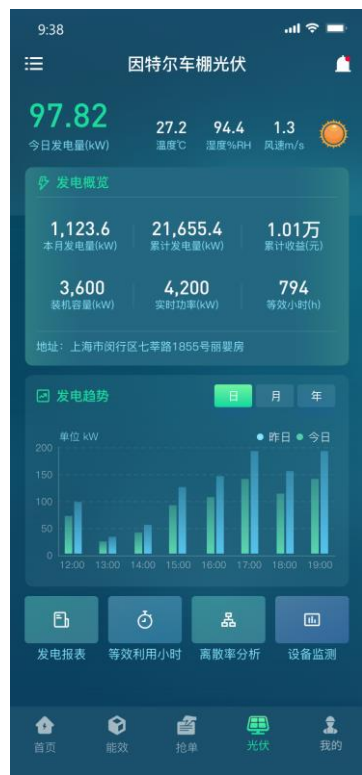 9:38
因特尔车棚光伏
97.82
今日发电量(kW)
27.2
温度℃
94.4
湿度%RH
1.3
风速m/s
发电概览
1,123.6
本月发电量(kW)
21,655.4
累计发电量(kW)
1.01万
累计收益(元)
3,600
装机容量(kW)
4,200
实时功率(kW)
794
等效小时(h)
地址：上海市闵行区七莘路1855号丽婴房
发电趋势
日 月 年
单位 kW
昨日 今日
200
150
100
50
0
12:00 13:00 14:00 15:00 16:00 17:00 18:00 19:00
发电报表 等效利用小时 离散率分析 设备监测
首页 能效 抢单 光伏 我的